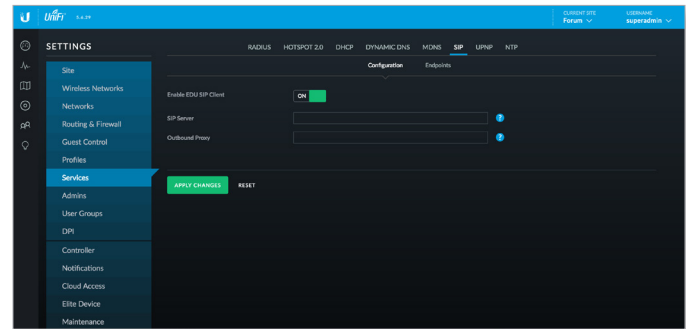 UniFi 5.6.29
CURRENT SITE
Forum
USERNAME
superadmin
SETTINGS
RADIUS HOTSPOT 2.0 DHCP DYNAMIC DNS MDNS SIP UPNP NTP
Configuration Endpoints
Site
Wireless Networks
Networks
Routing & Firewall
Guest Control
Profiles
Services
Admins
User Groups
DPI
Controller
Notifications
Cloud Access
Elite Device
Maintenance
Enable EDU SIP Client ON
SIP Server ?
Outbound Proxy ?
APPLY CHANGES RESET